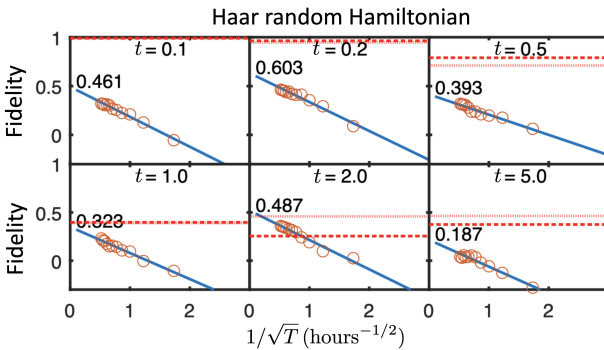 Haar random Hamiltonian
Fidelity
1
0.5
0
t = 0.1
0.461
t = 0.2
0.603
t = 0.5
0.393
Fidelity
0.5
0
t = 1.0
0.323
t = 2.0
0.487
t = 5.0
0.187
0 1 2 0 1 2 0 1 2
1/√T (hours⁻¹/²)